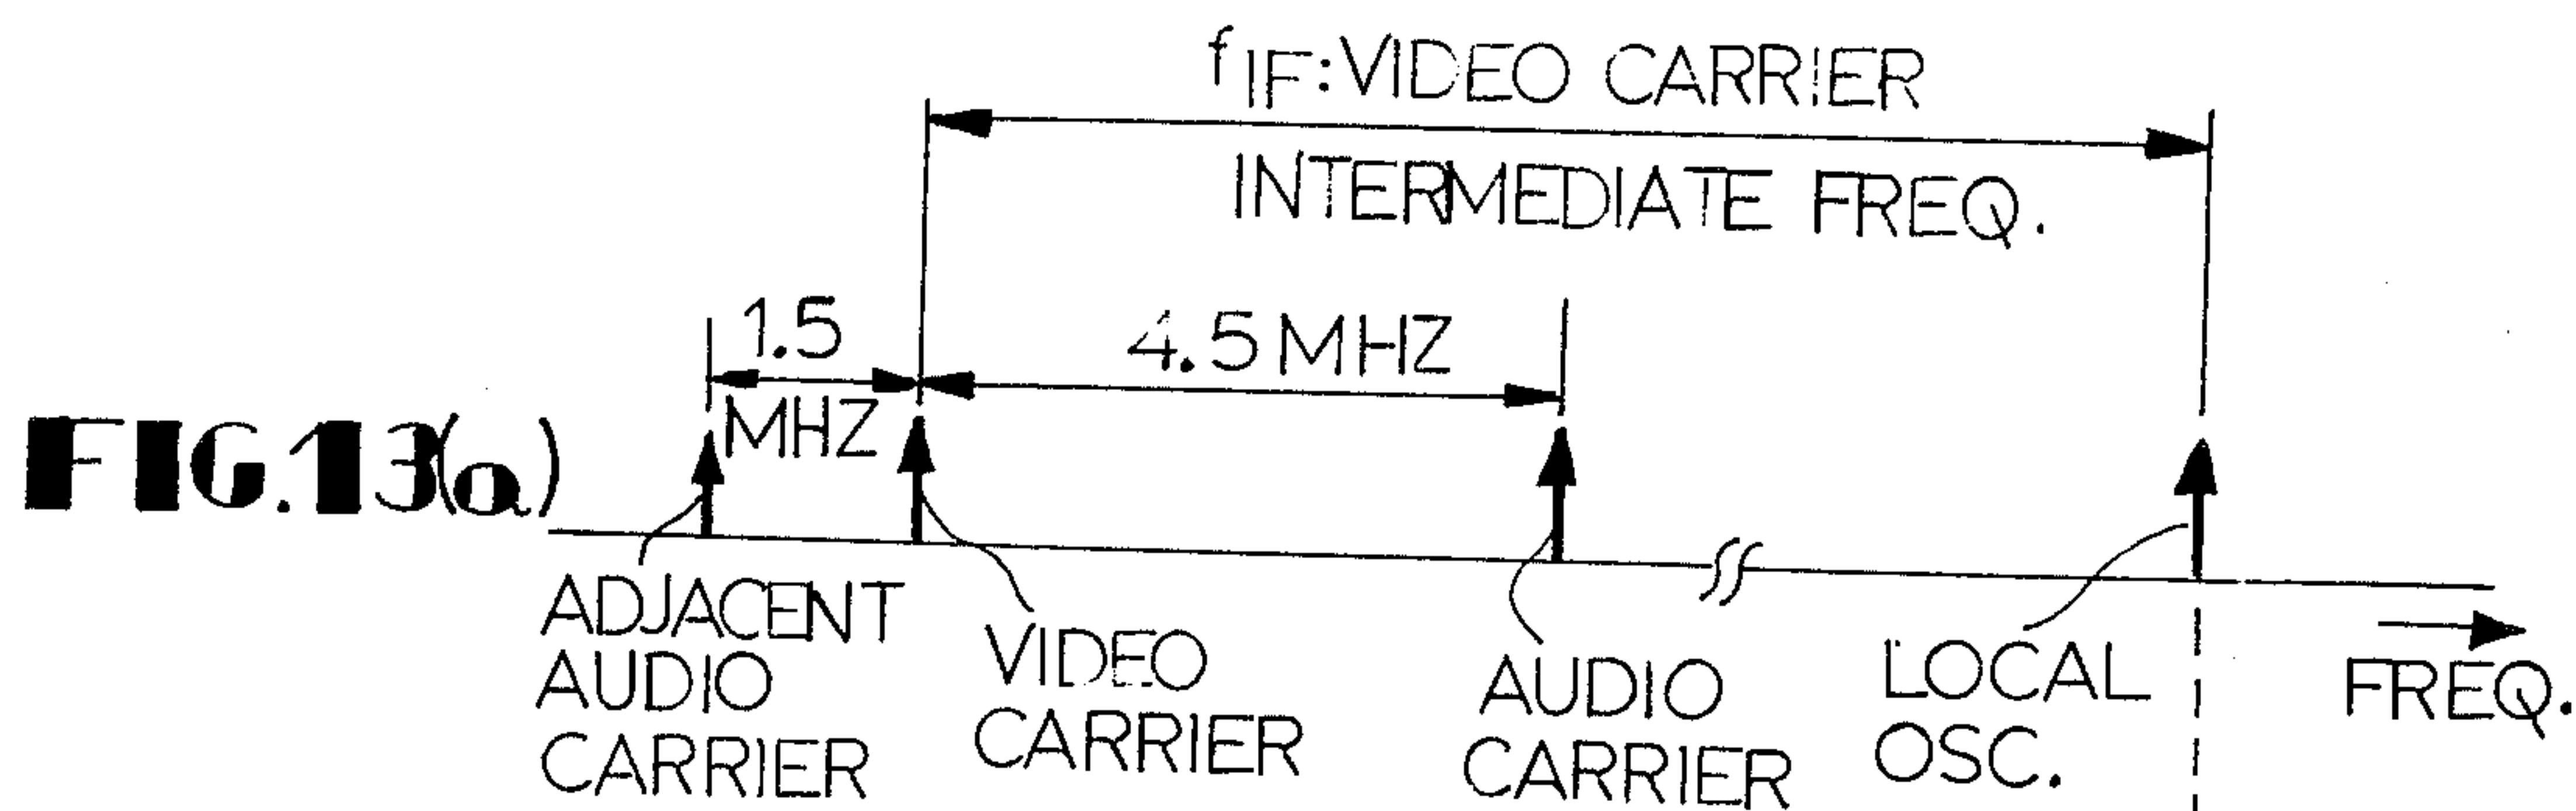 fIF: VIDEO CARRIER
INTERMEDIATE FREQ.
1.5
MHZ
4.5 MHZ
FIG.13(a)
ADJACENT
AUDIO
CARRIER
VIDEO
CARRIER
AUDIO
CARRIER
LOCAL
OSC.
FREQ.